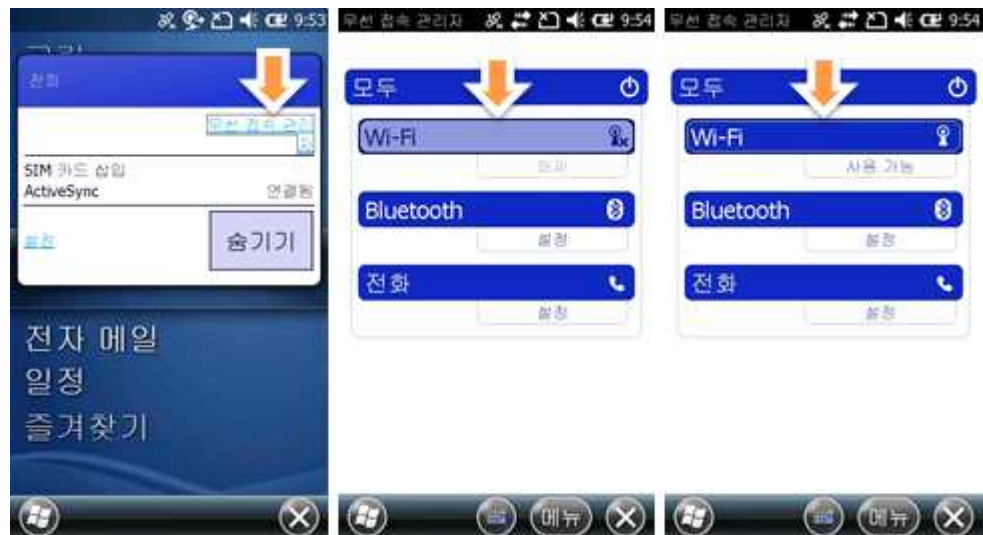 9:53
전화
무선 접속 관리
자
SIM 카드 삽입
ActiveSync 연결됨
설정
숨기기
전자 메일
일정
즐겨찾기
무선 접속 관리자 9:54
모두
Wi-Fi
Bluetooth
설정
전화
설정
메뉴
무선 접속 관리자 9:54
모두
Wi-Fi
사용 가능
Bluetooth
설정
전화
설정
메뉴